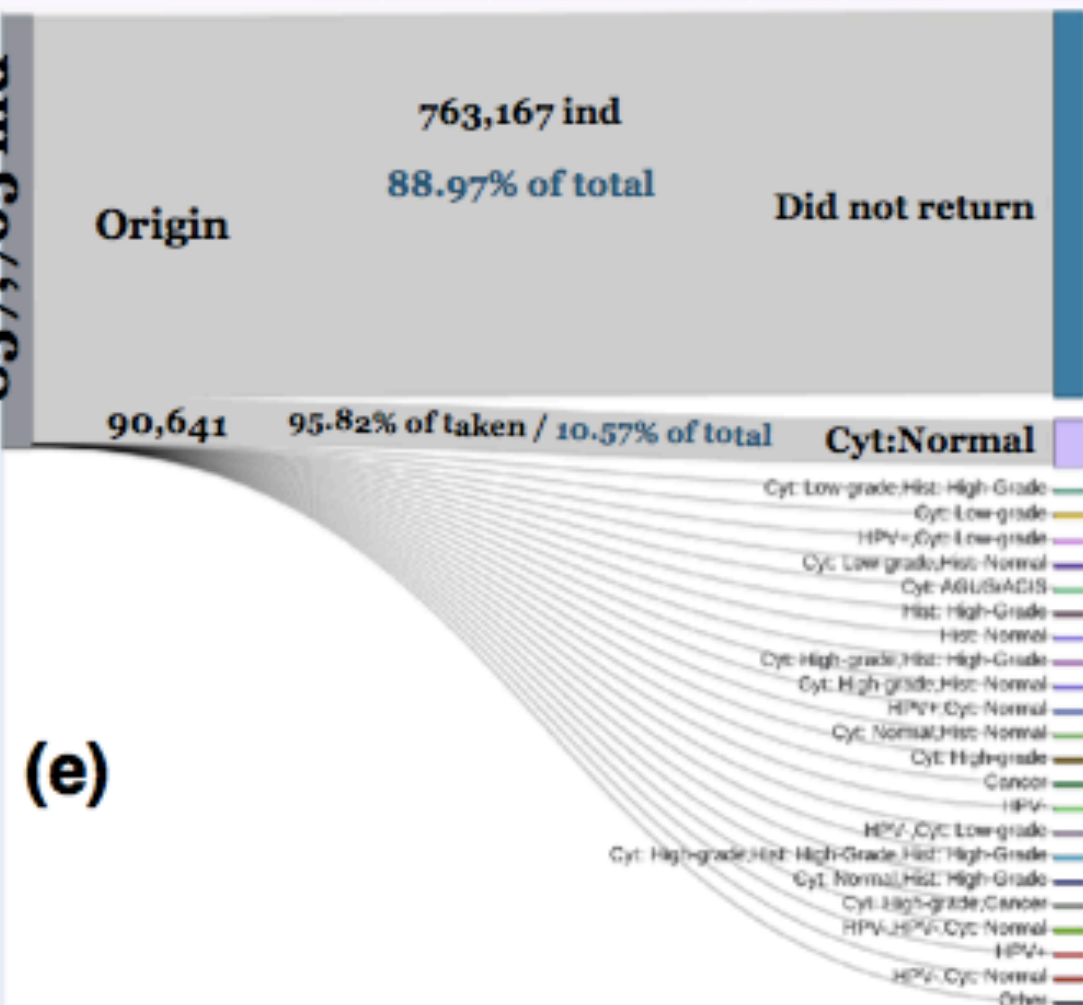 763,167 ind
88.97% of total
Origin
Did not return
90,641
95.82% of taken / 10.57% of total
Cyt:Normal
Cyt: Low-grade,Hist: High-Grade
Cyt: Low-grade
HPV+,Cyt: Low-grade
Cyt: Low-grade,Hist: Normal
Cyt: AGUS/ACIS
Hist: High-Grade
Hist: Normal
Cyt: High-grade,Hist: High-Grade
Cyt: High-grade,Hist: Normal
HPV+,Cyt: Normal
Cyt: Normal,Hist: Normal
Cyt: High-grade
Cancer
HPV-
HPV-,Cyt: Low-grade
Cyt: High-grade,Hist: High-Grade,Hist: High-Grade
Cyt: Normal,Hist: High-Grade
Cyt: High-grade,Cancer
HPV-,HPV-,Cyt: Normal
HPV+
HPV-,Cyt: Normal
Other
(e)